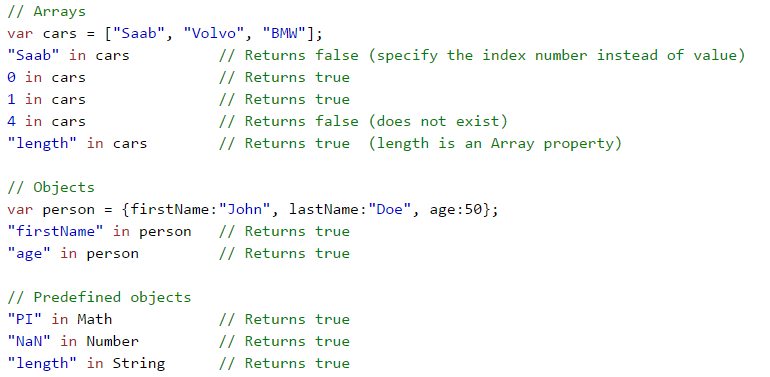 // Arrays
var cars = ["Saab", "Volvo", "BMW"];
"Saab" in cars          // Returns false (specify the index number instead of value)
0 in cars               // Returns true
1 in cars               // Returns true
4 in cars               // Returns false (does not exist)
"length" in cars        // Returns true  (length is an Array property)

// Objects
var person = {firstName:"John", lastName:"Doe", age:50};
"firstName" in person   // Returns true
"age" in person         // Returns true

// Predefined objects
"PI" in Math            // Returns true
"NaN" in Number         // Returns true
"length" in String      // Returns true